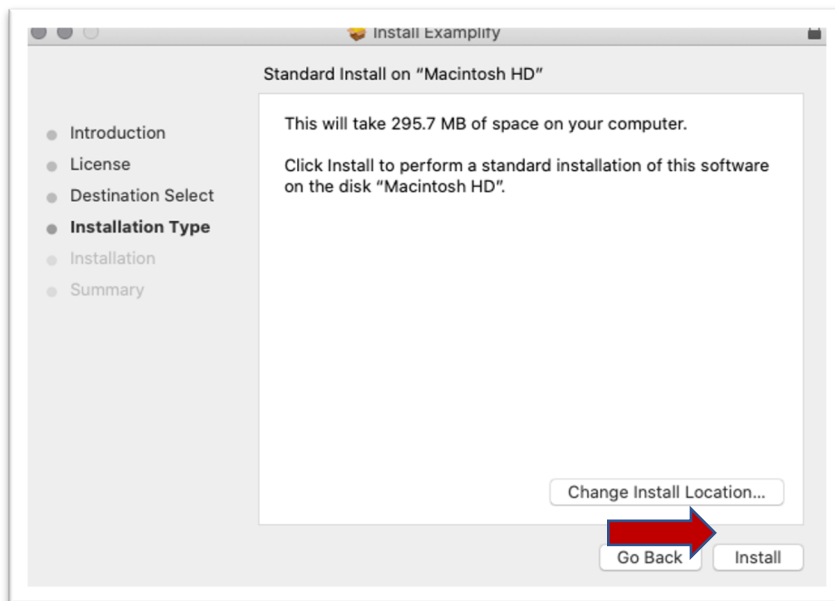 Install Examplify
Standard Install on “Macintosh HD”
Introduction
License
Destination Select
Installation Type
Installation
Summary
This will take 295.7 MB of space on your computer.
Click Install to perform a standard installation of this software
on the disk “Macintosh HD”.
Change Install Location...
Go Back
Install